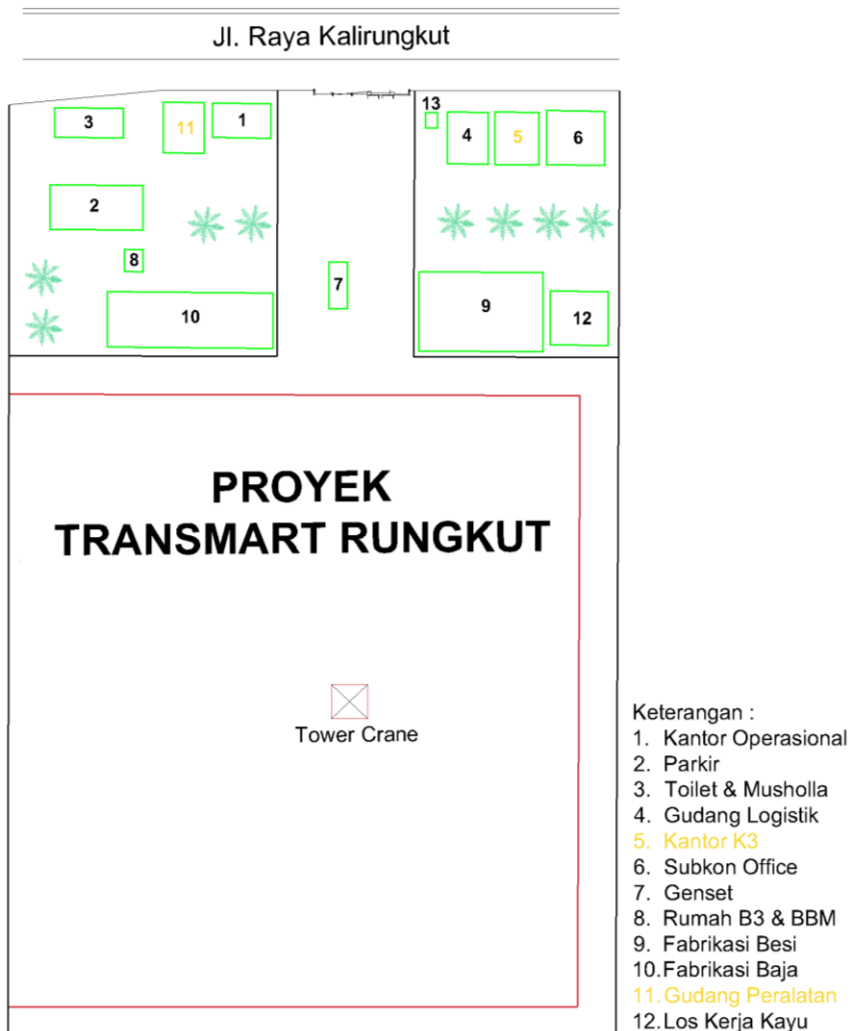 Jl. Raya Kalirungkut
13
3
11
1
4
5
6
2
8
7
10
9
12
PROYEK
TRANSMART RUNGKUT
Tower Crane
Keterangan :
1. Kantor Operasional
2. Parkir
3. Toilet & Musholla
4. Gudang Logistik
5. Kantor K3
6. Subkon Office
7. Genset
8. Rumah B3 & BBM
9. Fabrikasi Besi
10.Fabrikasi Baja
11.Gudang Peralatan
12.Los Kerja Kayu